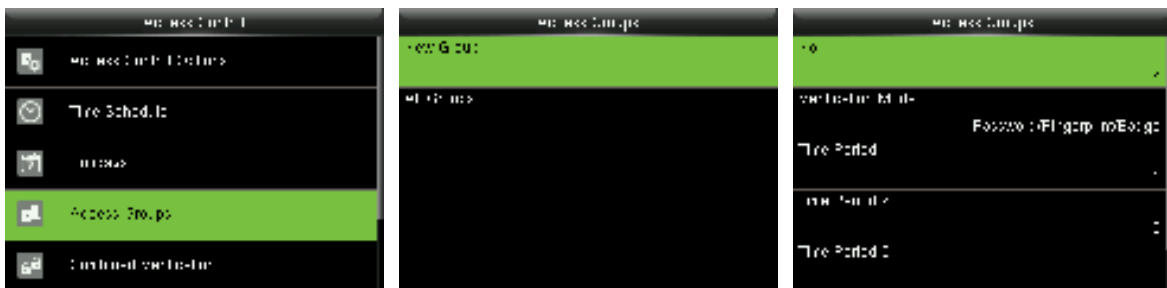 Access Control
Access Control Options
Time Schedule
Holidays
Access Groups
Combined Verification
Access Groups
New Group
All Groups
Access Groups
No
Verification Mode
Password/Fingerprint/Badge
Time Period
Time Period 2
Time Period